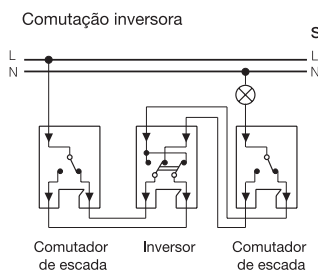 Comutação inversora
S
L
L
N
N
Comutador
de escada
Inversor
Comutador
de escada